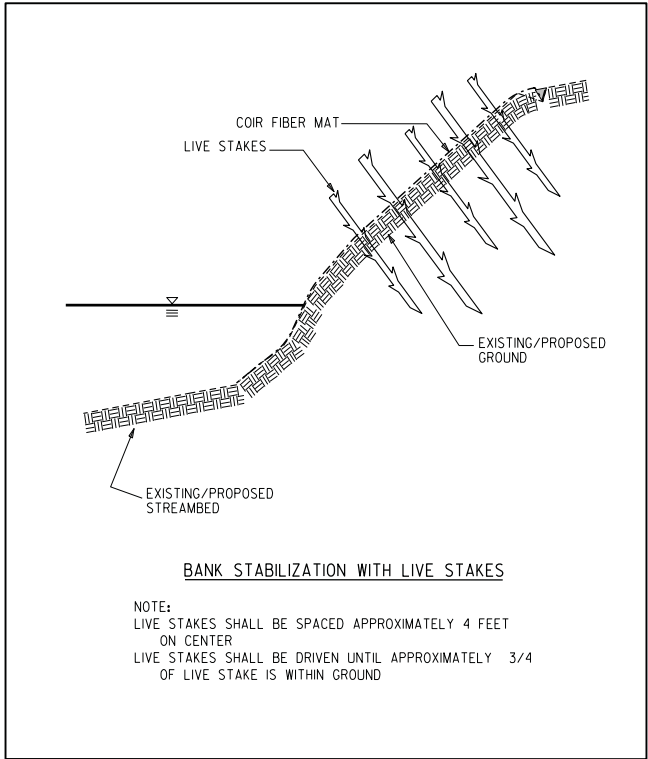 COIR FIBER MAT
LIVE STAKES
EXISTING/PROPOSED
GROUND
EXISTING/PROPOSED
STREAMBED
BANK STABILIZATION WITH LIVE STAKES
NOTE:
LIVE STAKES SHALL BE SPACED APPROXIMATELY 4 FEET
ON CENTER
LIVE STAKES SHALL BE DRIVEN UNTIL APPROXIMATELY 3/4
OF LIVE STAKE IS WITHIN GROUND